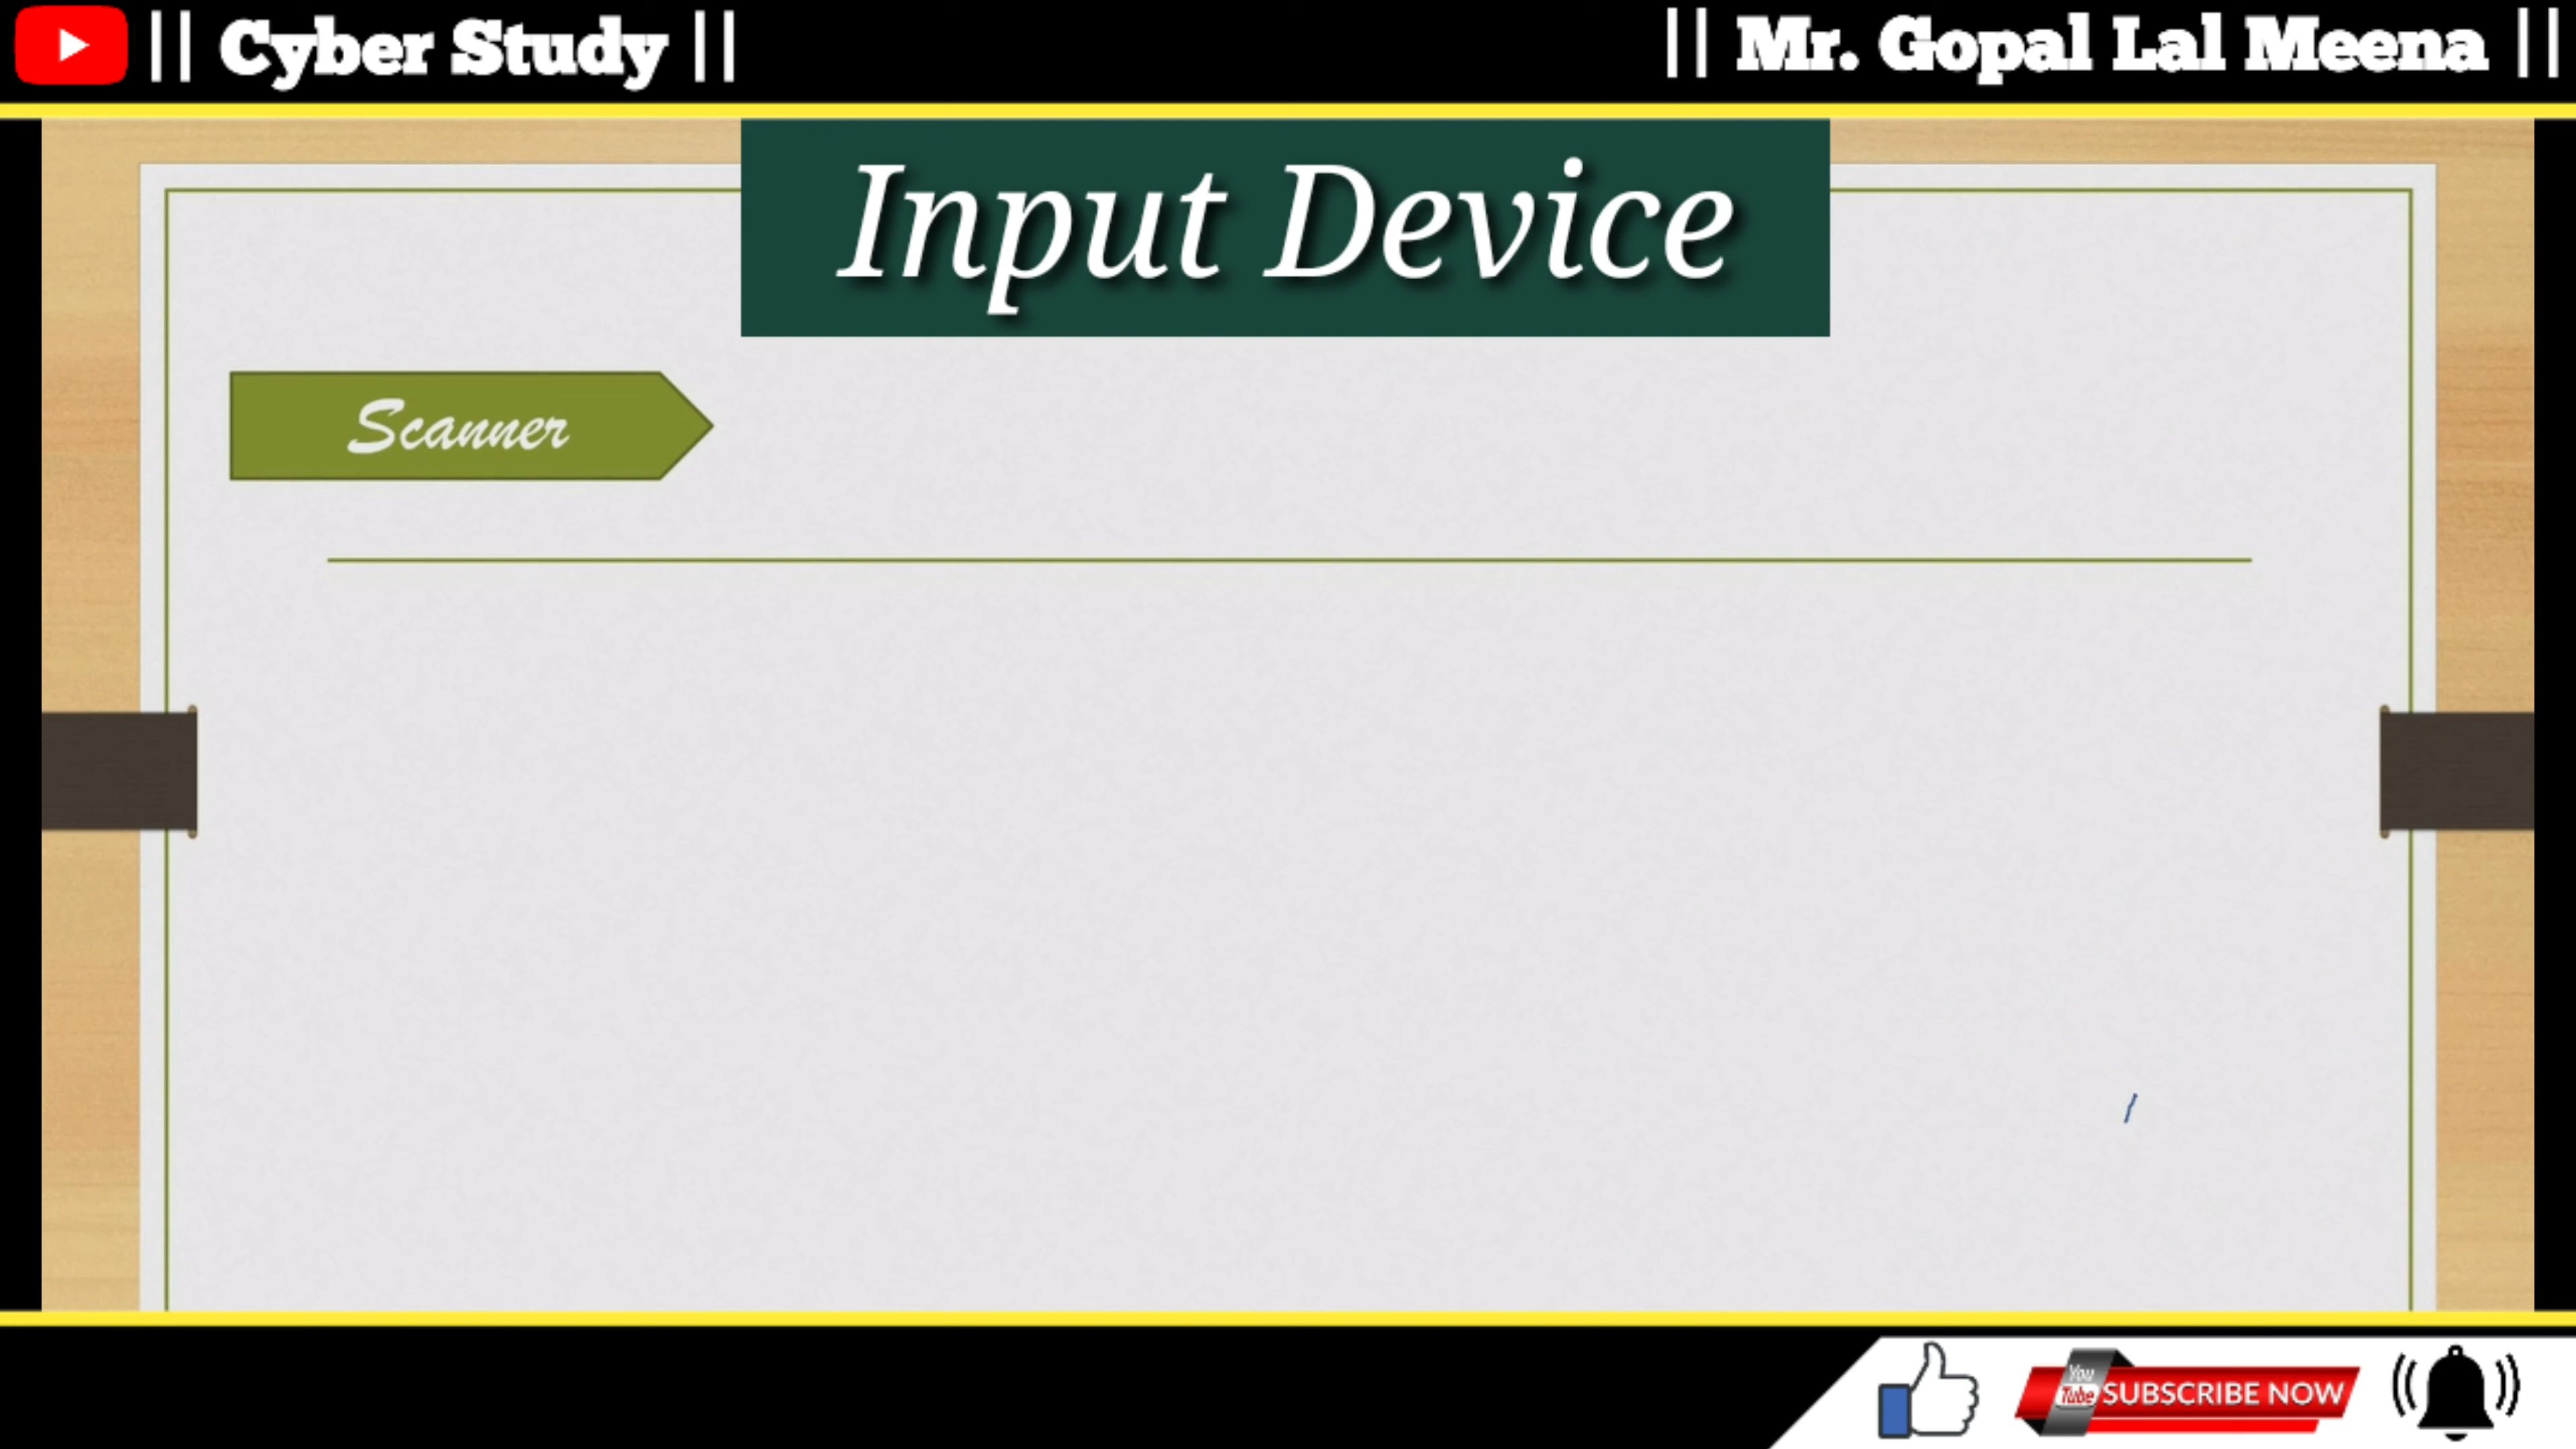 || Cyber Study ||
|| Mr. Gopal Lal Meena ||
Input Device
Scanner
You
Tube
SUBSCRIBE NOW